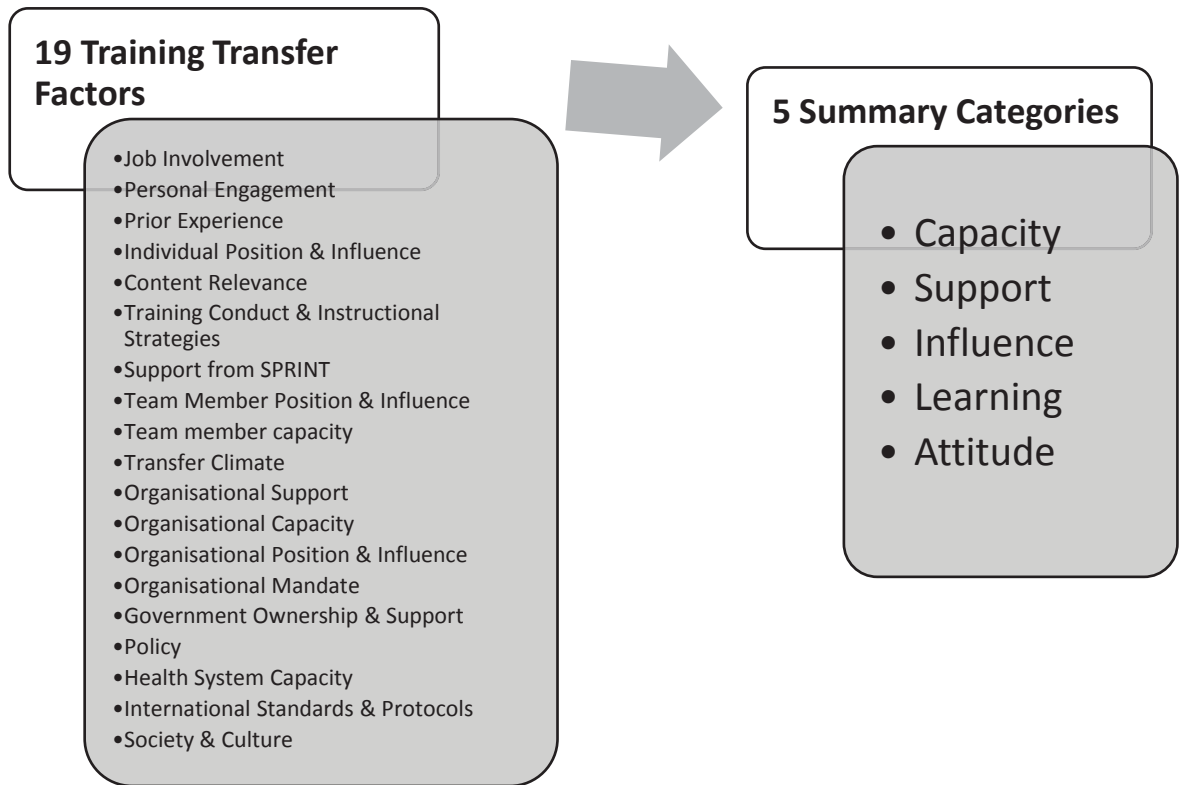 19 Training Transfer
Factors
•Job Involvement
•Personal Engagement
•Prior Experience
•Individual Position & Influence
•Content Relevance
•Training Conduct & Instructional
Strategies
•Support from SPRINT
•Team Member Position & Influence
•Team member capacity
•Transfer Climate
•Organisational Support
•Organisational Capacity
•Organisational Position & Influence
•Organisational Mandate
•Government Ownership & Support
•Policy
•Health System Capacity
•International Standards & Protocols
•Society & Culture
5 Summary Categories
• Capacity
• Support
• Influence
• Learning
• Attitude